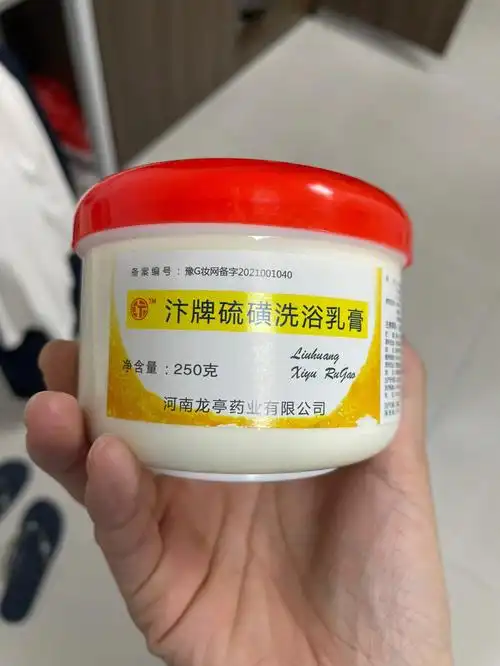 备案编号：豫G妆网备字2021001040
TM
汴牌硫磺洗浴乳膏
净含量：250克
Liuhuang
Xiyu RuGao
河南龙亭药业有限公司